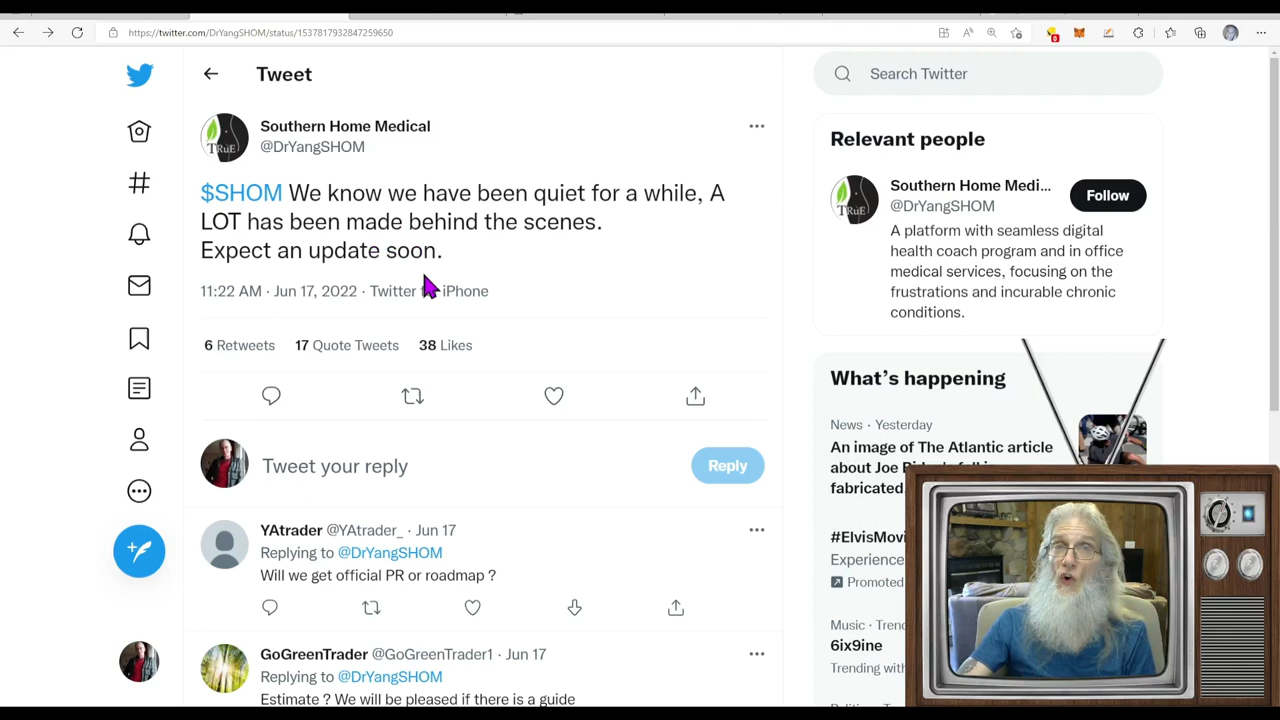 https://twitter.com/DrYangSHOM/status/1537817932847259650
Tweet
Southern Home Medical
@DrYangSHOM
$SHOM We know we have been quiet for a while, A
LOT has been made behind the scenes.
Expect an update soon.
11:22 AM · Jun 17, 2022 · Twitter iPhone
6 Retweets 17 Quote Tweets 38 Likes
Tweet your reply
Reply
YAtrader @YAtrader_ · Jun 17
Replying to @DrYangSHOM
Will we get official PR or roadmap ?
GoGreenTrader @GoGreenTrader1 · Jun 17
Replying to @DrYangSHOM
Estimate ? We will be pleased if there is a guide
Search Twitter
Relevant people
Southern Home Medi...
@DrYangSHOM
Follow
A platform with seamless digital
health coach program and in office
medical services, focusing on the
frustrations and incurable chronic
conditions.
What's happening
News · Yesterday
An image of The Atlantic article
about Joe
fabricated
#ElvisMovi
Experience
Promoted
Music · Tren
6ix9ine
Trending with